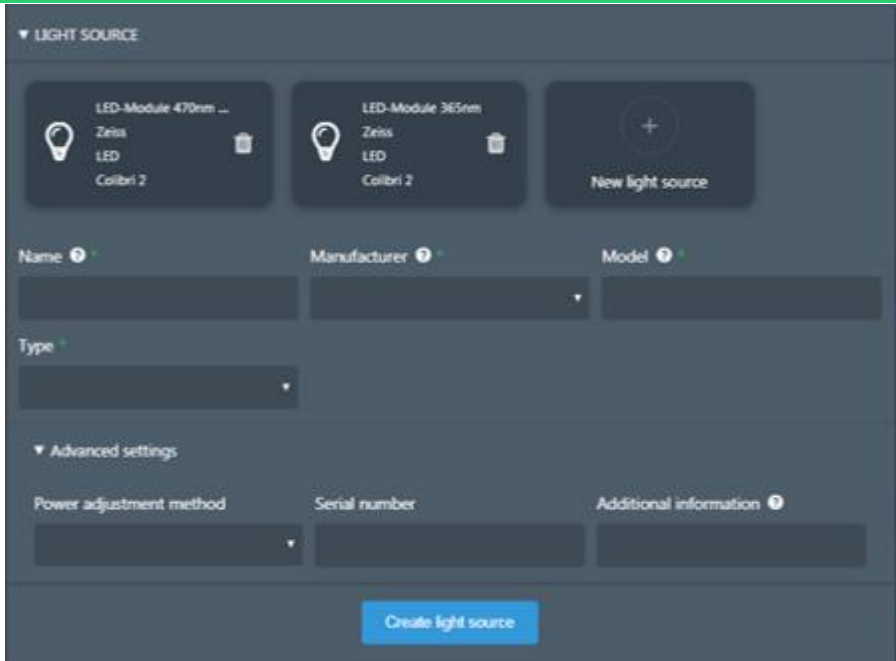 LIGHT SOURCE
LED-Module 470nm ...
Zeiss
LED
Colibri 2
LED-Module 365nm
Zeiss
LED
Colibri 2
+
New light source
Name ? *
Manufacturer ? *
Model ? *
Type *
Advanced settings
Power adjustment method
Serial number
Additional information ?
Create light source